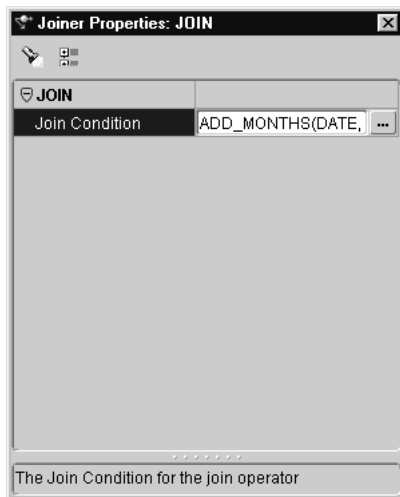 Joiner Properties: JOIN
JOIN
Join Condition ADD_MONTHS(DATE, ...
The Join Condition for the join operator